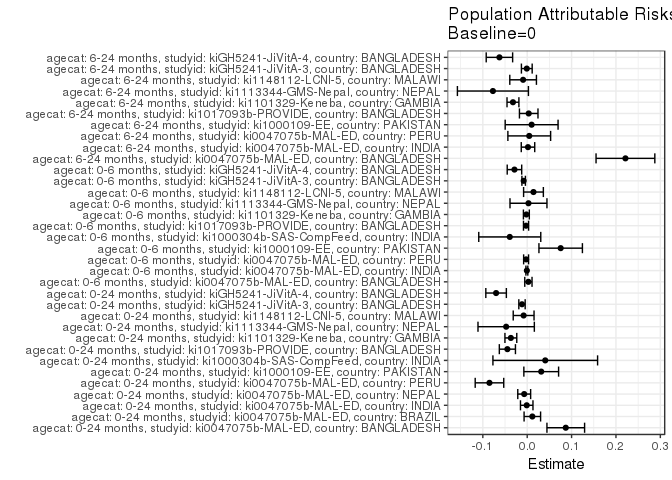 Population Attributable Risks
Baseline=0
agecat: 6-24 months, studyid: kiGH5241-JiVitA-4, country: BANGLADESH
agecat: 6-24 months, studyid: kiGH5241-JiVitA-3, country: BANGLADESH
agecat: 6-24 months, studyid: ki1148112-LCNI-5, country: MALAWI
agecat: 6-24 months, studyid: ki1113344-GMS-Nepal, country: NEPAL
agecat: 6-24 months, studyid: ki1101329-Keneba, country: GAMBIA
agecat: 6-24 months, studyid: ki1017093b-PROVIDE, country: BANGLADESH
agecat: 6-24 months, studyid: ki1000109-EE, country: PAKISTAN
agecat: 6-24 months, studyid: ki0047075b-MAL-ED, country: PERU
agecat: 6-24 months, studyid: ki0047075b-MAL-ED, country: INDIA
agecat: 6-24 months, studyid: ki0047075b-MAL-ED, country: BANGLADESH
agecat: 0-6 months, studyid: kiGH5241-JiVitA-4, country: BANGLADESH
agecat: 0-6 months, studyid: kiGH5241-JiVitA-3, country: BANGLADESH
agecat: 0-6 months, studyid: ki1148112-LCNI-5, country: MALAWI
agecat: 0-6 months, studyid: ki1113344-GMS-Nepal, country: NEPAL
agecat: 0-6 months, studyid: ki1101329-Keneba, country: GAMBIA
agecat: 0-6 months, studyid: ki1017093b-PROVIDE, country: BANGLADESH
agecat: 0-6 months, studyid: ki1000304b-SAS-CompFeed, country: INDIA
agecat: 0-6 months, studyid: ki1000109-EE, country: PAKISTAN
agecat: 0-6 months, studyid: ki0047075b-MAL-ED, country: PERU
agecat: 0-6 months, studyid: ki0047075b-MAL-ED, country: INDIA
agecat: 0-6 months, studyid: ki0047075b-MAL-ED, country: BANGLADESH
agecat: 0-24 months, studyid: kiGH5241-JiVitA-4, country: BANGLADESH
agecat: 0-24 months, studyid: kiGH5241-JiVitA-3, country: BANGLADESH
agecat: 0-24 months, studyid: ki1148112-LCNI-5, country: MALAWI
agecat: 0-24 months, studyid: ki1113344-GMS-Nepal, country: NEPAL
agecat: 0-24 months, studyid: ki1101329-Keneba, country: GAMBIA
agecat: 0-24 months, studyid: ki1017093b-PROVIDE, country: BANGLADESH
agecat: 0-24 months, studyid: ki1000304b-SAS-CompFeed, country: INDIA
agecat: 0-24 months, studyid: ki1000109-EE, country: PAKISTAN
agecat: 0-24 months, studyid: ki0047075b-MAL-ED, country: PERU
agecat: 0-24 months, studyid: ki0047075b-MAL-ED, country: NEPAL
agecat: 0-24 months, studyid: ki0047075b-MAL-ED, country: INDIA
agecat: 0-24 months, studyid: ki0047075b-MAL-ED, country: BRAZIL
agecat: 0-24 months, studyid: ki0047075b-MAL-ED, country: BANGLADESH
-0.1 0.0 0.1 0.2 0.3
Estimate